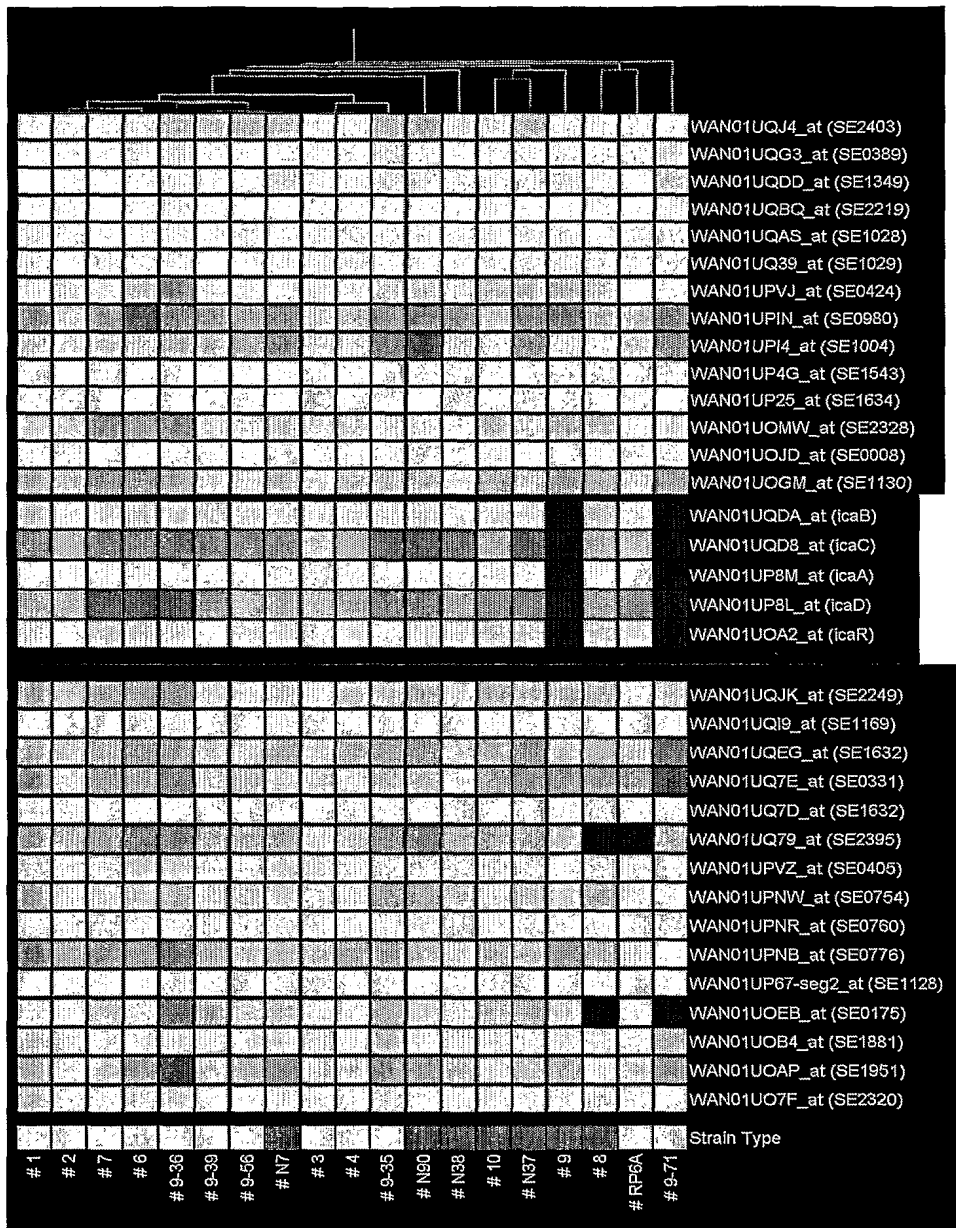 WAN01UQJ4_at (SE2403)
WAN01UQG3_at (SE0389)
WAN01UQDD_at (SE1349)
WAN01UQBQ_at (SE2219)
WAN01UQAS_at (SE1028)
WAN01UQ39_at (SE1029)
WAN01UPVJ_at (SE0424)
WAN01UPIN_at (SE0980)
WAN01UPI4_at (SE1004)
WAN01UP4G_at (SE1543)
WAN01UP25_at (SE1634)
WAN01UOMW_at (SE2328)
WAN01UOJD_at (SE0008)
WAN01UOGM_at (SE1130)
WAN01UQDA_at (icaB)
WAN01UQD8_at (icaC)
WAN01UP8M_at (icaA)
WAN01UP8L_at (icaD)
WAN01UOA2_at (icaR)
WAN01UQJK_at (SE2249)
WAN01UQI9_at (SE1169)
WAN01UQEG_at (SE1632)
WAN01UQ7E_at (SE0331)
WAN01UQ7D_at (SE1632)
WAN01UQ79_at (SE2395)
WAN01UPVZ_at (SE0405)
WAN01UPNW_at (SE0754)
WAN01UPNR_at (SE0760)
WAN01UPNB_at (SE0776)
WAN01UP67-seg2_at (SE1128)
WAN01UOEB_at (SE0175)
WAN01UOB4_at (SE1881)
WAN01UOAP_at (SE1951)
WAN01UO7F_at (SE2320)
Strain Type
# 1
# 2
# 7
# 6
# 9-36
# 9-39
# 9-56
# N7
# 3
# 4
# 9-35
# N90
# N38
# 10
# N37
# 9
# 8
# RP6A
# 9-71